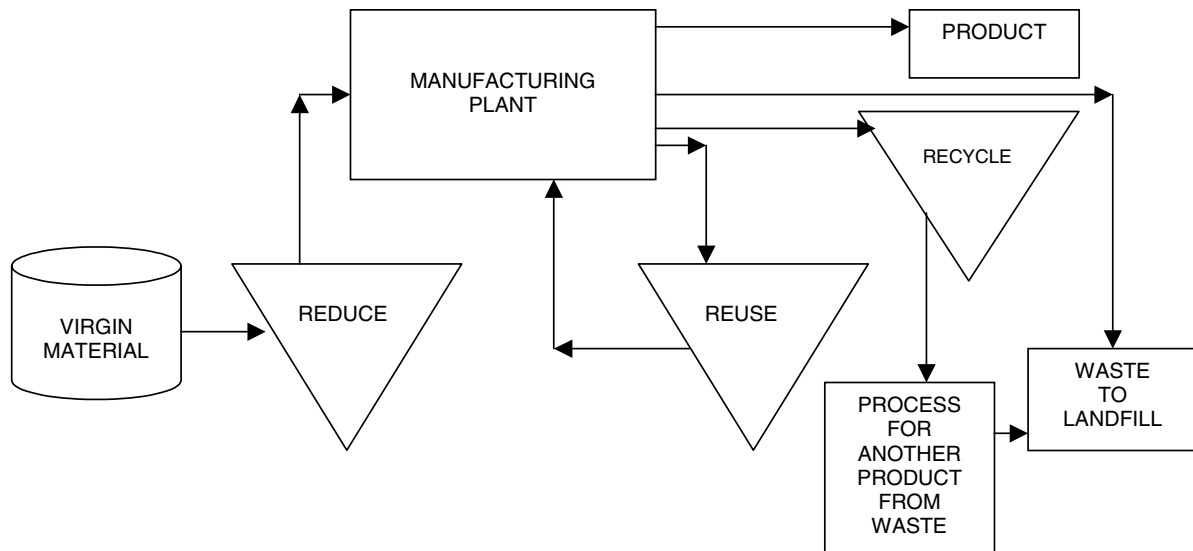 PRODUCT
MANUFACTURING
PLANT
RECYCLE
REDUCE
REUSE
VIRGIN
MATERIAL
WASTE
TO
LANDFILL
PROCESS
FOR
ANOTHER
PRODUCT
FROM
WASTE